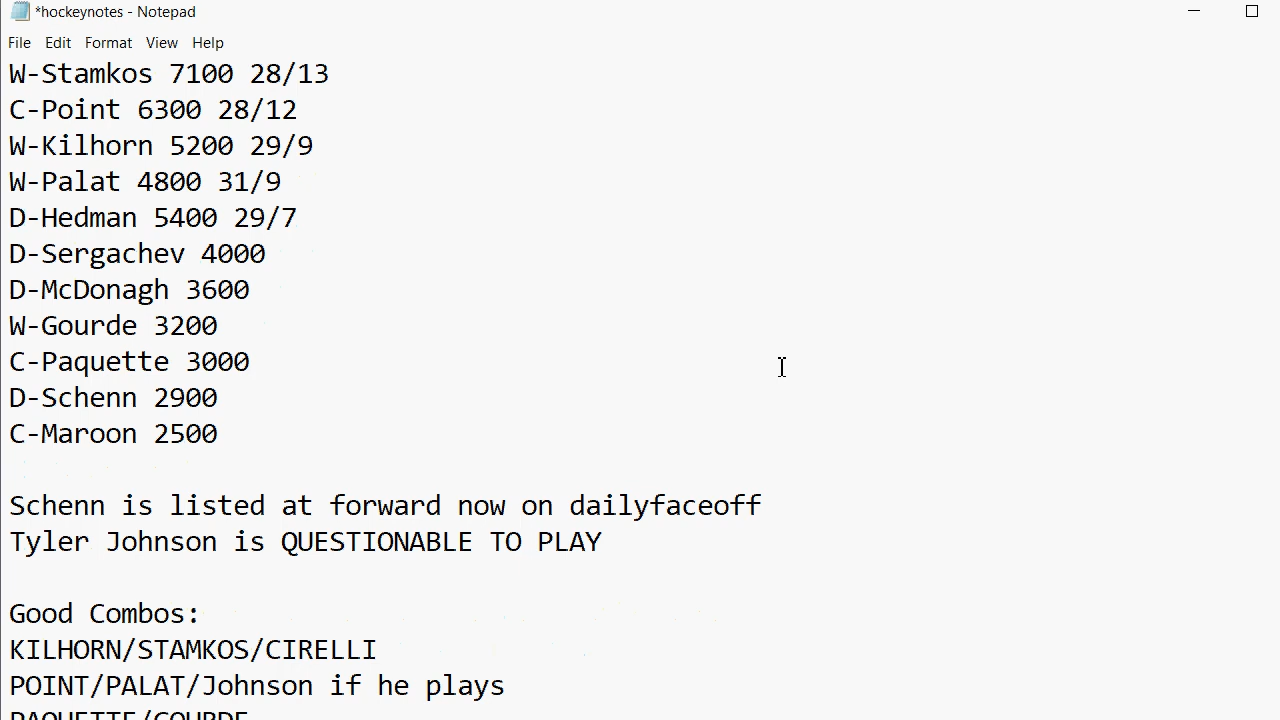 *hockeynotes - Notepad
File Edit Format View Help
W-Stamkos 7100 28/13
C-Point 6300 28/12
W-Kilhorn 5200 29/9
W-Palat 4800 31/9
D-Hedman 5400 29/7
D-Sergachev 4000
D-McDonagh 3600
W-Gourde 3200
C-Paquette 3000
D-Schenn 2900
C-Maroon 2500
Schenn is listed at forward now on dailyfaceoff
Tyler Johnson is QUESTIONABLE TO PLAY
Good Combos:
KILHORN/STAMKOS/CIRELLI
POINT/PALAT/Johnson if he plays
PAQUETTE/GOURDE